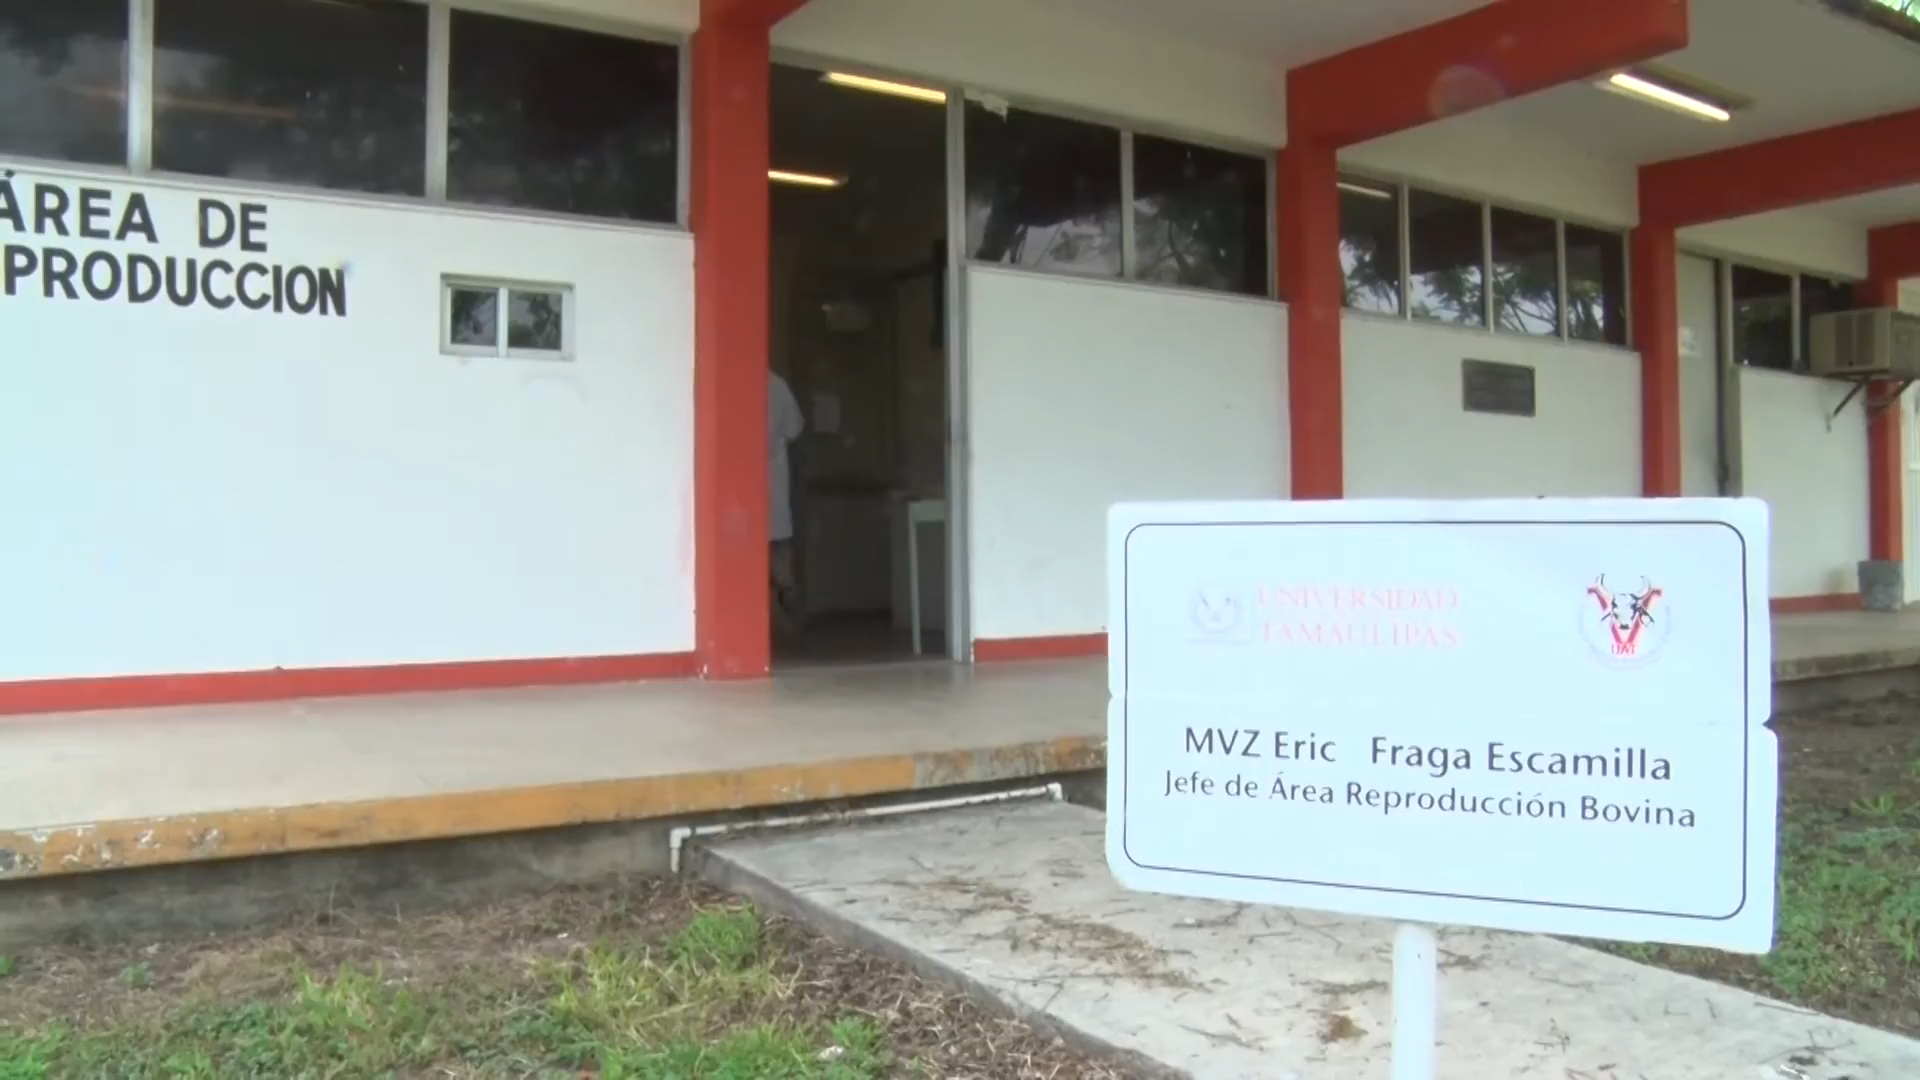 ÁREA DE
PRODUCCION
UNIVERSIDAD
TAMAULIPAS
UAT
MVZ Eric Fraga Escamilla
Jefe de Área Reproducción Bovina